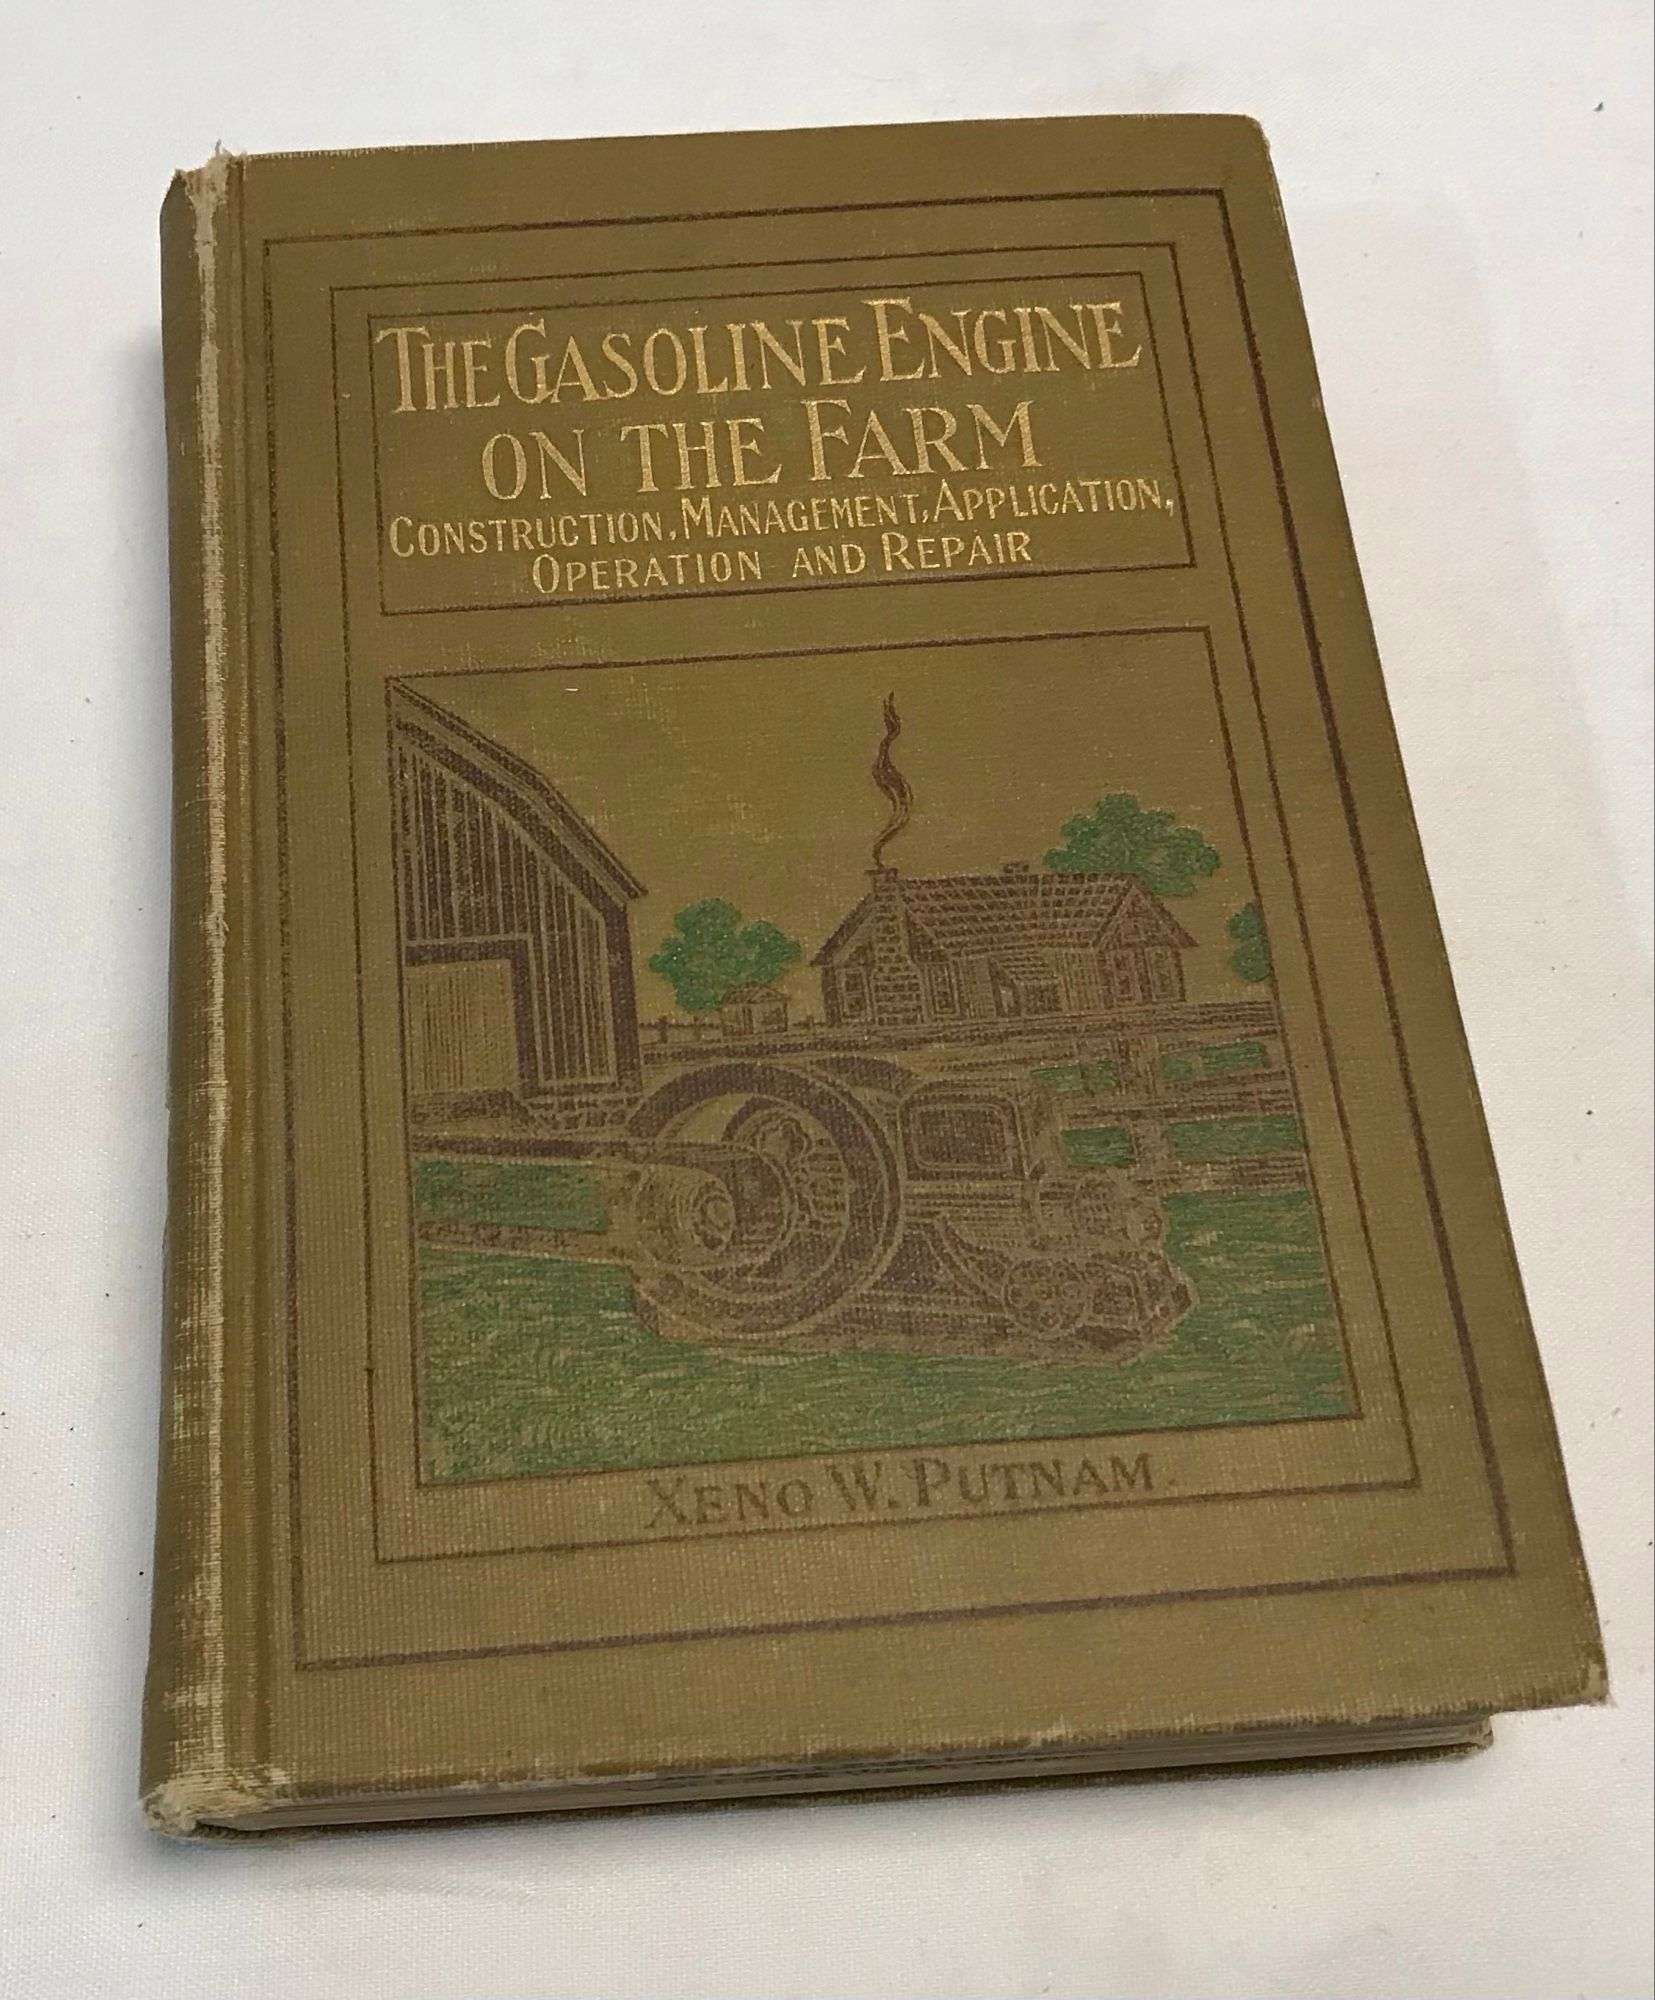 THE GASOLINE ENGINE
ON THE FARM
CONSTRUCTION, MANAGEMENT, APPLICATION,
OPERATION AND REPAIR
XENO W. PUTNAM.